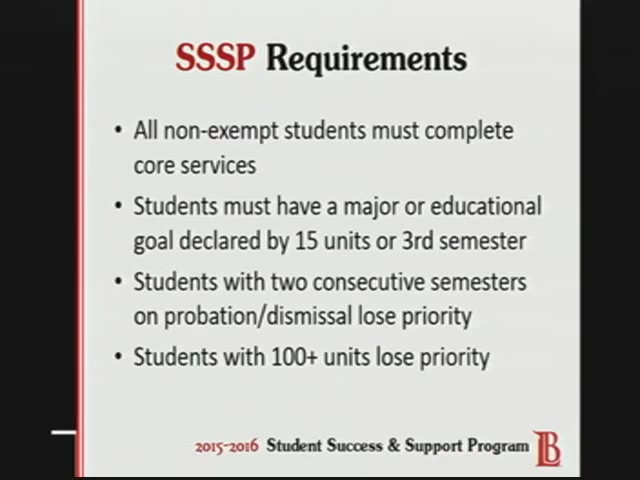 SSSP Requirements
• All non-exempt students must complete
core services
• Students must have a major or educational
goal declared by 15 units or 3rd semester
• Students with two consecutive semesters
on probation/dismissal lose priority
• Students with 100+ units lose priority
2015-2016 Student Success & Support Program LB